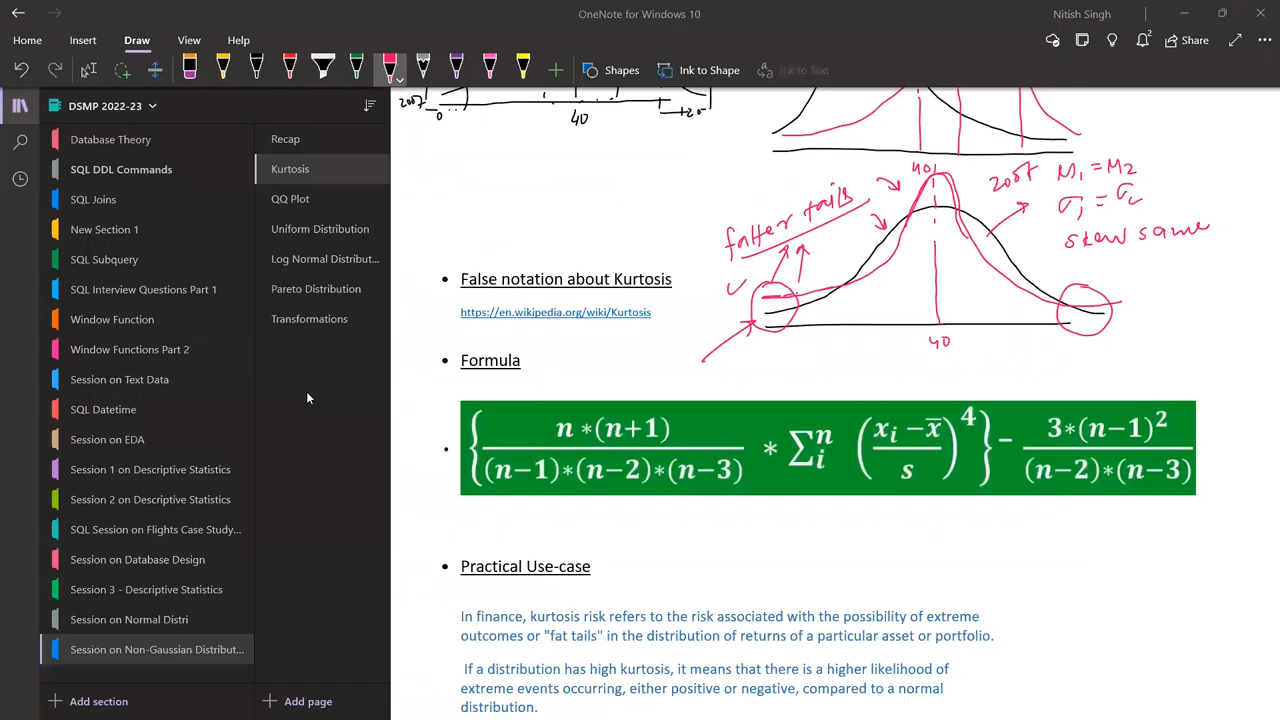 OneNote for Windows 10
Nitish Singh
Home Insert Draw View Help
Share
Shapes
Ink to Shape
Ink to Text
DSMP 2022-23
Database Theory
SQL DDL Commands
SQL Joins
New Section 1
SQL Subquery
SQL Interview Questions Part 1
Window Function
Window Functions Part 2
Session on Text Data
SQL Datetime
Session on EDA
Session 1 on Descriptive Statistics
Session 2 on Descriptive Statistics
SQL Session on Flights Case Study...
Session on Database Design
Session 3 - Descriptive Statistics
Session on Normal Distri
Session on Non-Gaussian Distribut...
Add section
Recap
Kurtosis
QQ Plot
Uniform Distribution
Log Normal Distribut...
Pareto Distribution
Transformations
Add page
0
40
40
fatter tails
M₁ = M₂
σ₁ = σ₂
skew same
40
• False notation about Kurtosis
https://en.wikipedia.org/wiki/Kurtosis
• Formula
• { n*(n+1) / (n-1)*(n-2)*(n-3) * Σᵢⁿ (xᵢ - x̅ / s)⁴ } - 3*(n-1)² / (n-2)*(n-3)
• Practical Use-case
In finance, kurtosis risk refers to the risk associated with the possibility of extreme
outcomes or "fat tails" in the distribution of returns of a particular asset or portfolio.
If a distribution has high kurtosis, it means that there is a higher likelihood of
extreme events occurring, either positive or negative, compared to a normal
distribution.